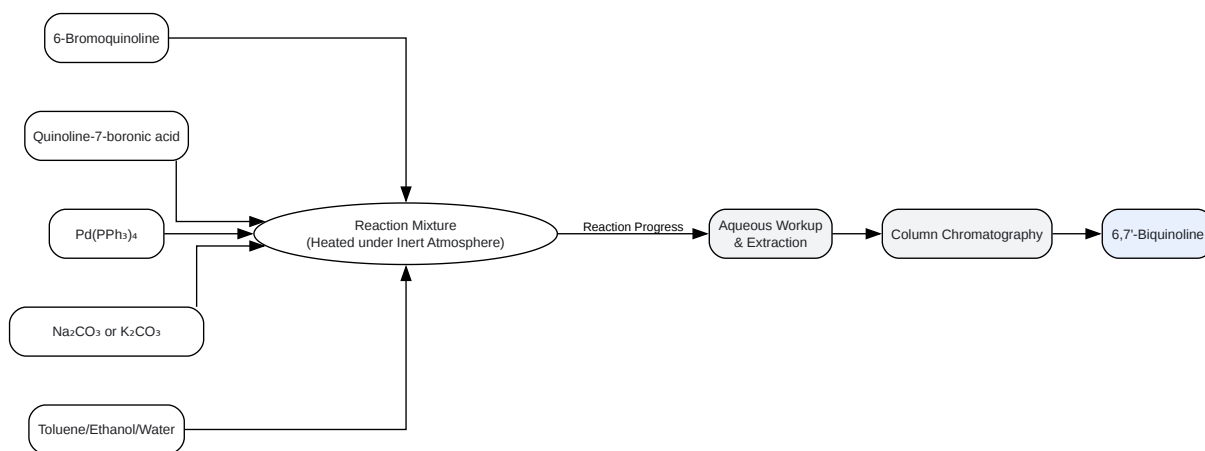 6-Bromoquinoline
Quinoline-7-boronic acid
Pd(PPh₃)₄
Na₂CO₃ or K₂CO₃
Toluene/Ethanol/Water
Reaction Mixture
(Heated under Inert Atmosphere)
Reaction Progress
Aqueous Workup
& Extraction
Column Chromatography
6,7'-Biquinoline